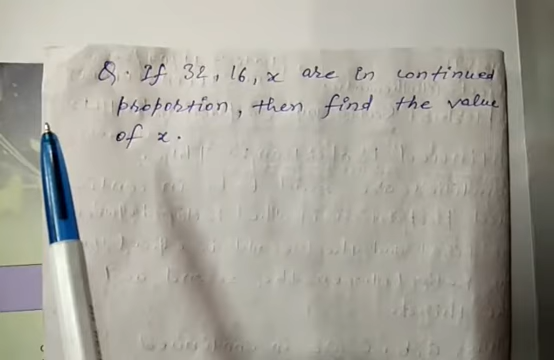 Q. If 32, 16, x are in continued
proportion, then find the value
of x.